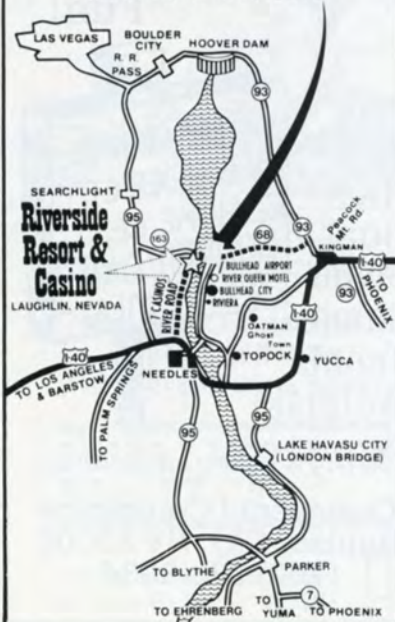 LAS VEGAS
BOULDER
CITY
HOOVER DAM
R. R.
PASS
93
SEARCHLIGHT
95
163
68
93
Peacock
Mt. Rd.
KINGMAN
I-40
93
TO
PHOENIX
Riverside
Resort &
Casino
LAUGHLIN, NEVADA
7 CASINOS
RIVER ROAD
BULLHEAD AIRPORT
RIVER QUEEN MOTEL
BULLHEAD CITY
RIVIERA
OATMAN
Ghost
Town
I-40
TOPOCK
YUCCA
I-40
NEEDLES
TO LOS ANGELES
& BARSTOW
TO PALM SPRINGS
95
95
LAKE HAVASU CITY
(LONDON BRIDGE)
TO BLYTHE
PARKER
TO EHRENBERG
TO
YUMA
7
TO PHOENIX